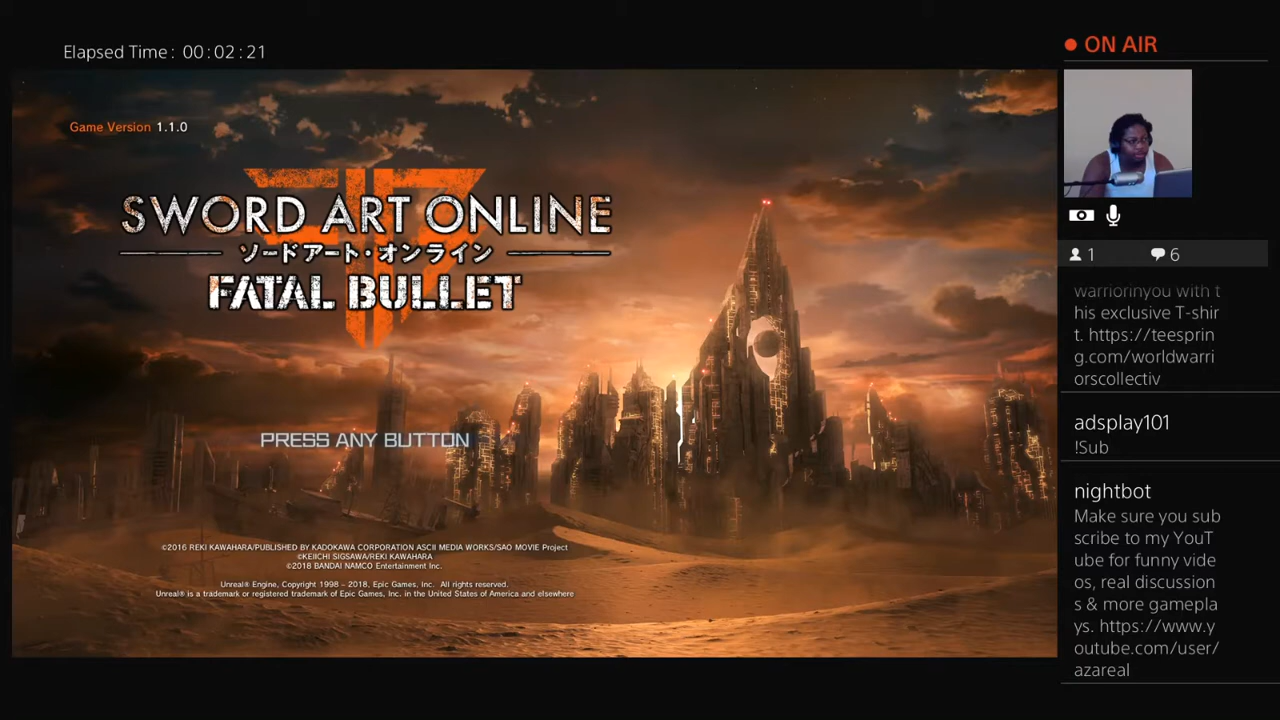 Elapsed Time: 00:02:21
ON AIR
Game Version 1.1.0
SWORD ART ONLINE
ソードアート・オンライン
FATAL BULLET
PRESS ANY BUTTON
©2016 REKI KAWAHARA/PUBLISHED BY KADOKAWA CORPORATION ASCII MEDIA WORKS/SAO MOVIE Project
©KEIICHI SIGSAWA/REKI KAWAHARA
©2018 BANDAI NAMCO Entertainment Inc.
Unreal® Engine, Copyright 1998 – 2018, Epic Games, Inc. All rights reserved.
Unreal® is a trademark or registered trademark of Epic Games, Inc. in the United States of America and elsewhere
1
6
warriorinyou with t
his exclusive T-shir
t. https://teesprin
g.com/worldwarri
orscollectiv
adsplay101
!Sub
nightbot
Make sure you sub
scribe to my YouT
ube for funny vide
os, real discussion
s & more gamepla
ys. https://www.y
outube.com/user/
azareal